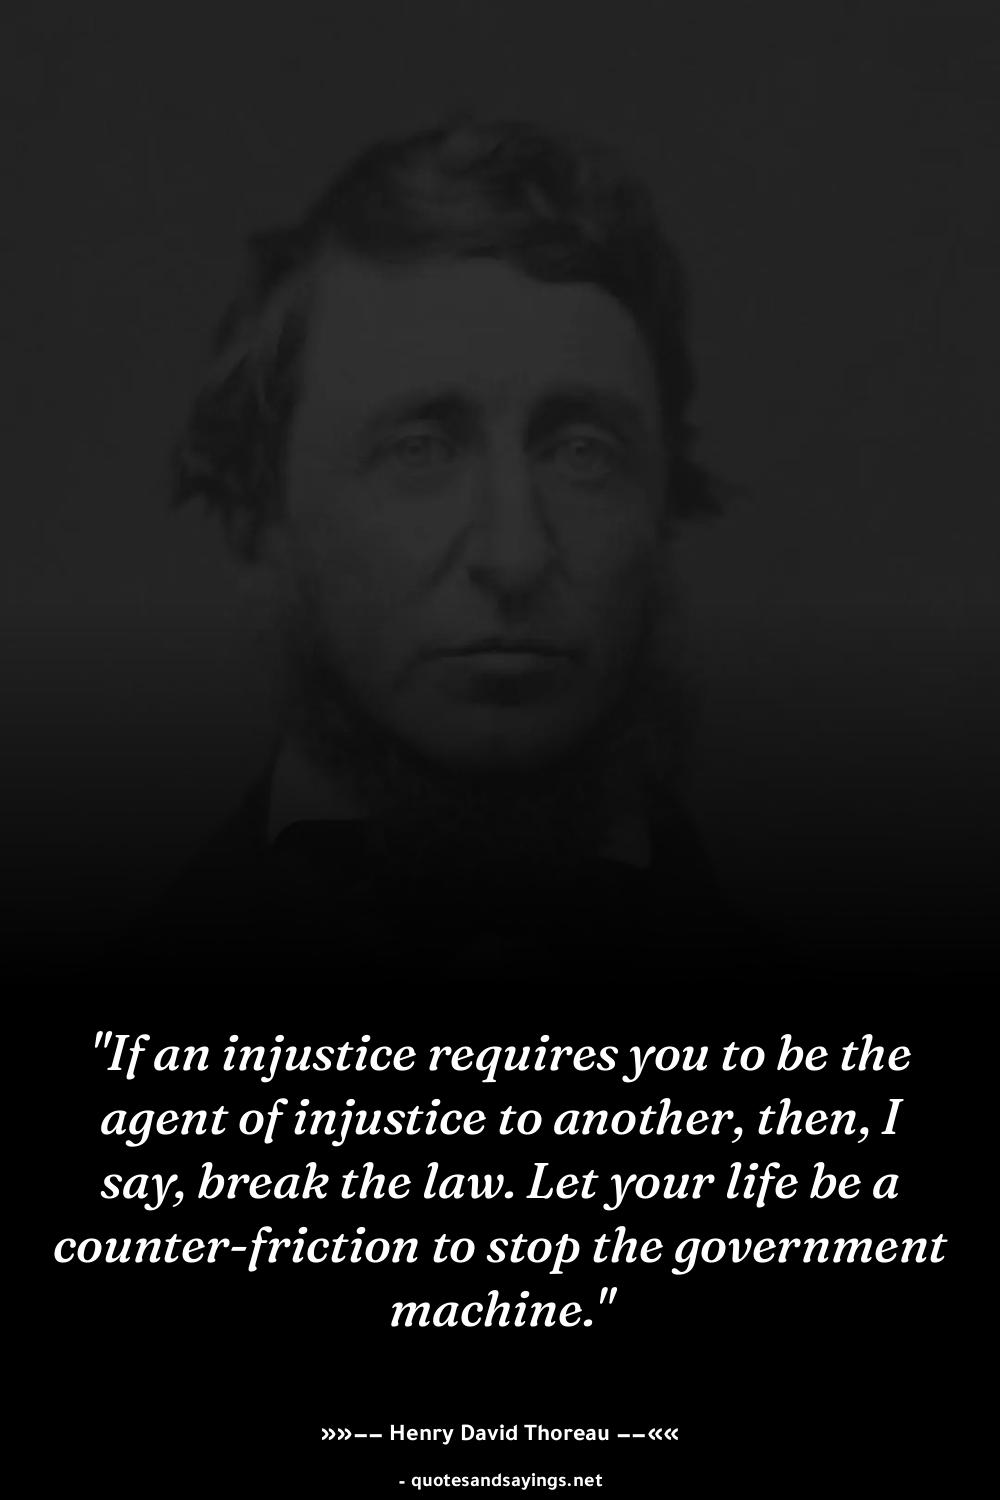 "If an injustice requires you to be the
agent of injustice to another, then, I
say, break the law. Let your life be a
counter-friction to stop the government
machine."
»»−− Henry David Thoreau −−««
- quotesandsayings.net